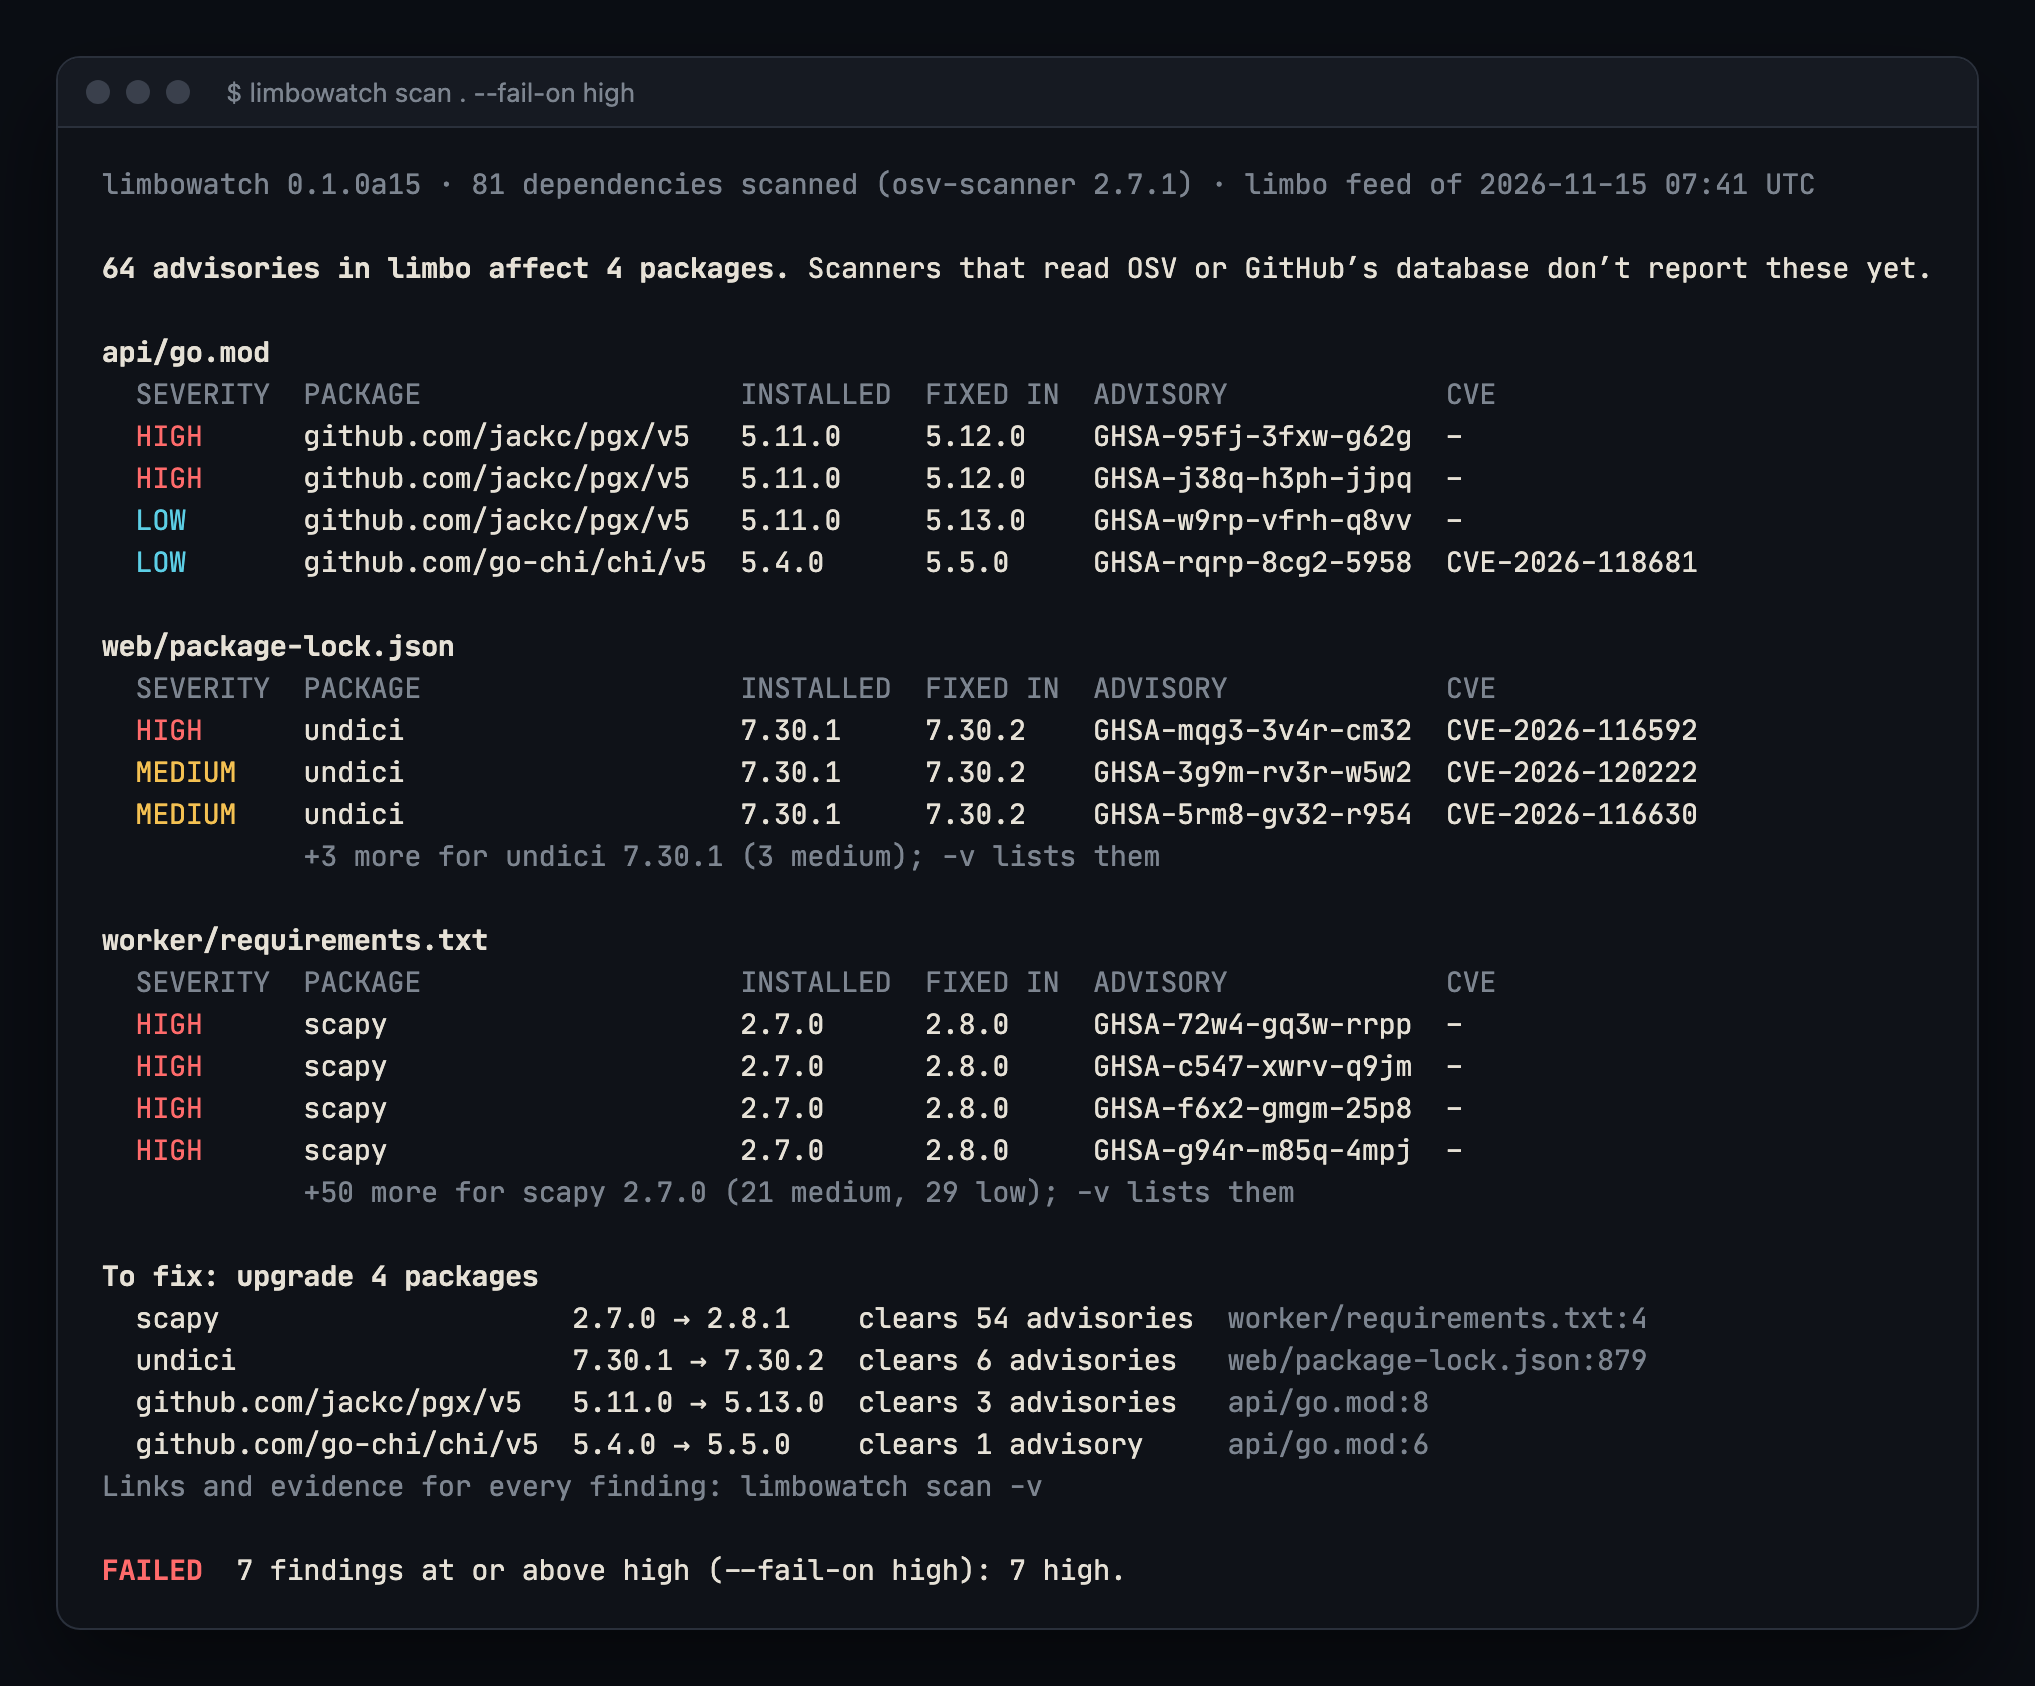 $ limbowatch scan . --fail-on high
limbowatch 0.1.0a15 · 81 dependencies scanned (osv-scanner 2.7.1) · limbo feed of 2026-11-15 07:41 UTC
64 advisories in limbo affect 4 packages. Scanners that read OSV or GitHub’s database don’t report these yet.
api/go.mod
SEVERITY PACKAGE INSTALLED FIXED IN ADVISORY CVE
HIGH github.com/jackc/pgx/v5 5.11.0 5.12.0 GHSA-95fj-3fxw-g62g -
HIGH github.com/jackc/pgx/v5 5.11.0 5.12.0 GHSA-j38q-h3ph-jjpq -
LOW github.com/jackc/pgx/v5 5.11.0 5.13.0 GHSA-w9rp-vfrh-q8vv -
LOW github.com/go-chi/chi/v5 5.4.0 5.5.0 GHSA-rqrp-8cg2-5958 CVE-2026-118681
web/package-lock.json
SEVERITY PACKAGE INSTALLED FIXED IN ADVISORY CVE
HIGH undici 7.30.1 7.30.2 GHSA-mqg3-3v4r-cm32 CVE-2026-116592
MEDIUM undici 7.30.1 7.30.2 GHSA-3g9m-rv3r-w5w2 CVE-2026-120222
MEDIUM undici 7.30.1 7.30.2 GHSA-5rm8-gv32-r954 CVE-2026-116630
+3 more for undici 7.30.1 (3 medium); -v lists them
worker/requirements.txt
SEVERITY PACKAGE INSTALLED FIXED IN ADVISORY CVE
HIGH scapy 2.7.0 2.8.0 GHSA-72w4-gq3w-rrpp -
HIGH scapy 2.7.0 2.8.0 GHSA-c547-xwrv-q9jm -
HIGH scapy 2.7.0 2.8.0 GHSA-f6x2-gmgm-25p8 -
HIGH scapy 2.7.0 2.8.0 GHSA-g94r-m85q-4mpj -
+50 more for scapy 2.7.0 (21 medium, 29 low); -v lists them
To fix: upgrade 4 packages
scapy 2.7.0 → 2.8.1 clears 54 advisories worker/requirements.txt:4
undici 7.30.1 → 7.30.2 clears 6 advisories web/package-lock.json:879
github.com/jackc/pgx/v5 5.11.0 → 5.13.0 clears 3 advisories api/go.mod:8
github.com/go-chi/chi/v5 5.4.0 → 5.5.0 clears 1 advisory api/go.mod:6
Links and evidence for every finding: limbowatch scan -v
FAILED 7 findings at or above high (--fail-on high): 7 high.